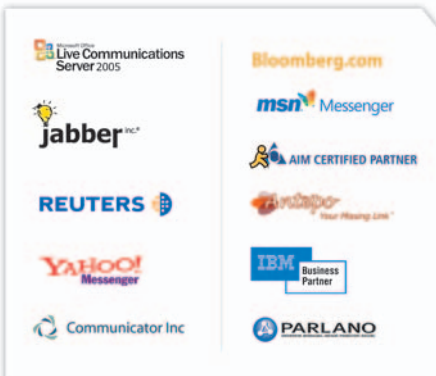 Microsoft Office
Live Communications
Server 2005
jabber inc.®
REUTERS
YAHOO!
Messenger
Communicator Inc
Bloomberg.com
msn Messenger
AIM CERTIFIED PARTNER
Antepo
Your Missing Link™
IBM
Business
Partner
PARLANO